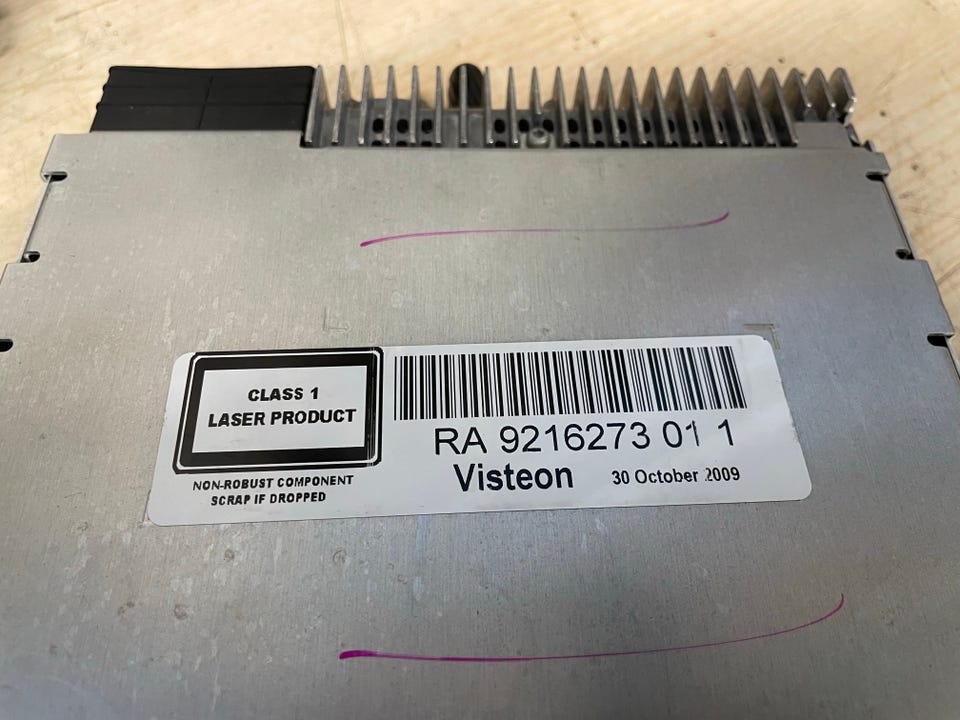 CLASS 1
LASER PRODUCT
NON-ROBUST COMPONENT
SCRAP IF DROPPED
RA 9216273 01 1
Visteon 30 October 2009